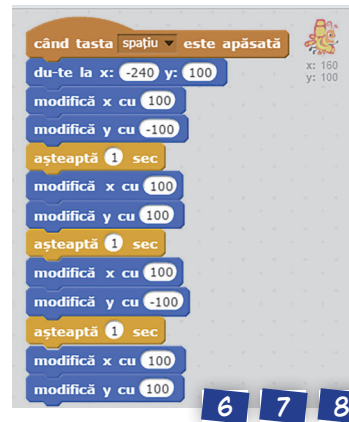 când tasta spațiu este apăsată
du-te la x: -240 y: 100
modifică x cu 100
modifică y cu -100
așteaptă 1 sec
modifică x cu 100
modifică y cu 100
așteaptă 1 sec
modifică x cu 100
modifică y cu -100
așteaptă 1 sec
modifică x cu 100
modifică y cu 100
x: 160
y: 100
6 7 8